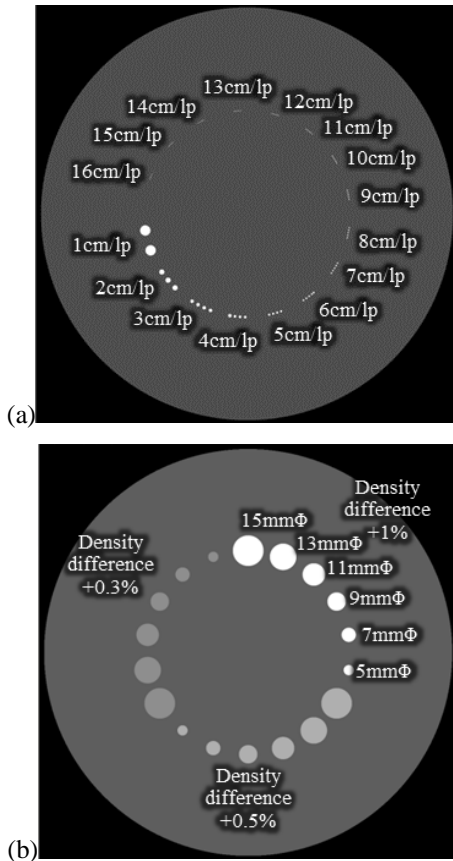 13cm/lp
14cm/lp
12cm/lp
15cm/lp
11cm/lp
16cm/lp
10cm/lp
9cm/lp
1cm/lp
8cm/lp
2cm/lp
7cm/lp
3cm/lp
6cm/lp
4cm/lp
5cm/lp
(a)
Density
difference
+1%
15mmΦ
13mmΦ
11mmΦ
9mmΦ
7mmΦ
5mmΦ
Density
difference
+0.3%
Density
difference
+0.5%
(b)